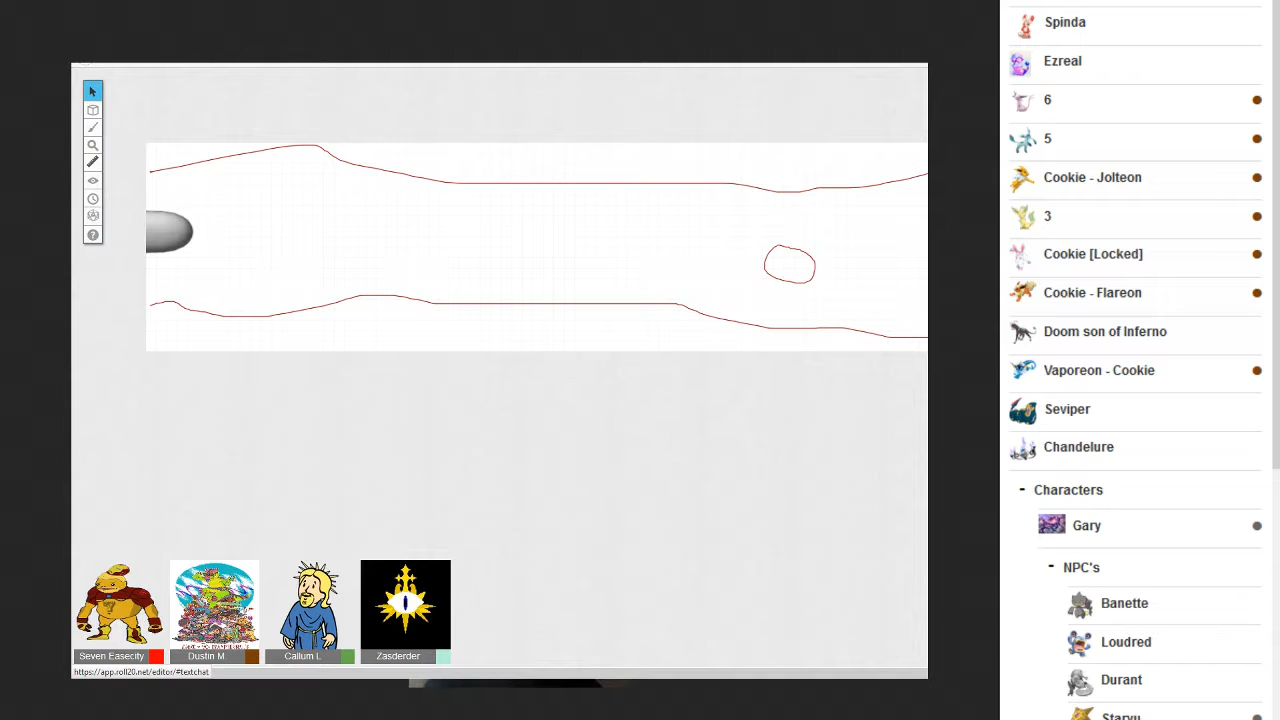 Spinda
Ezreal
6
5
Cookie - Jolteon
3
Cookie [Locked]
Cookie - Flareon
Doom son of Inferno
Vaporeon - Cookie
Seviper
Chandelure
- Characters
Gary
- NPC's
Banette
Loudred
Durant
Staryu
Seven Easecity
Dustin M
Callum L
Zasderder
https://app.roll20.net/editor/#textchat